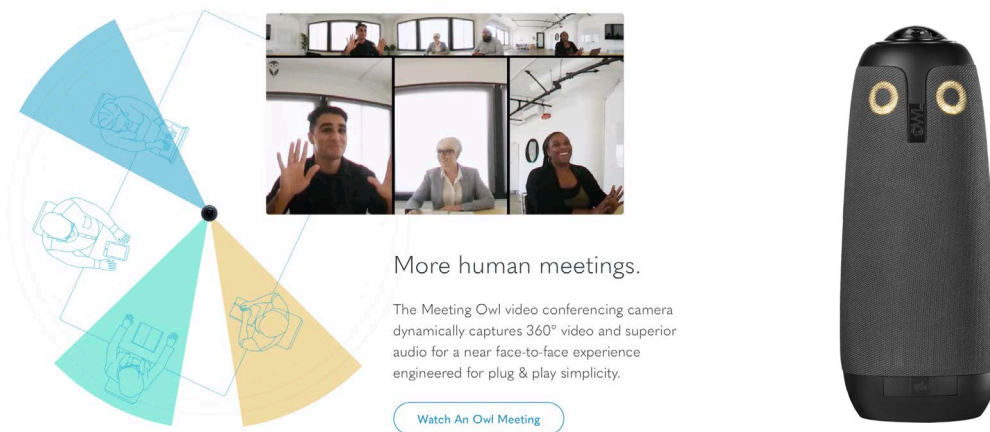 More human meetings.
The Meeting Owl video conferencing camera
dynamically captures 360° video and superior
audio for a near face-to-face experience
engineered for plug & play simplicity.
Watch An Owl Meeting
OWL